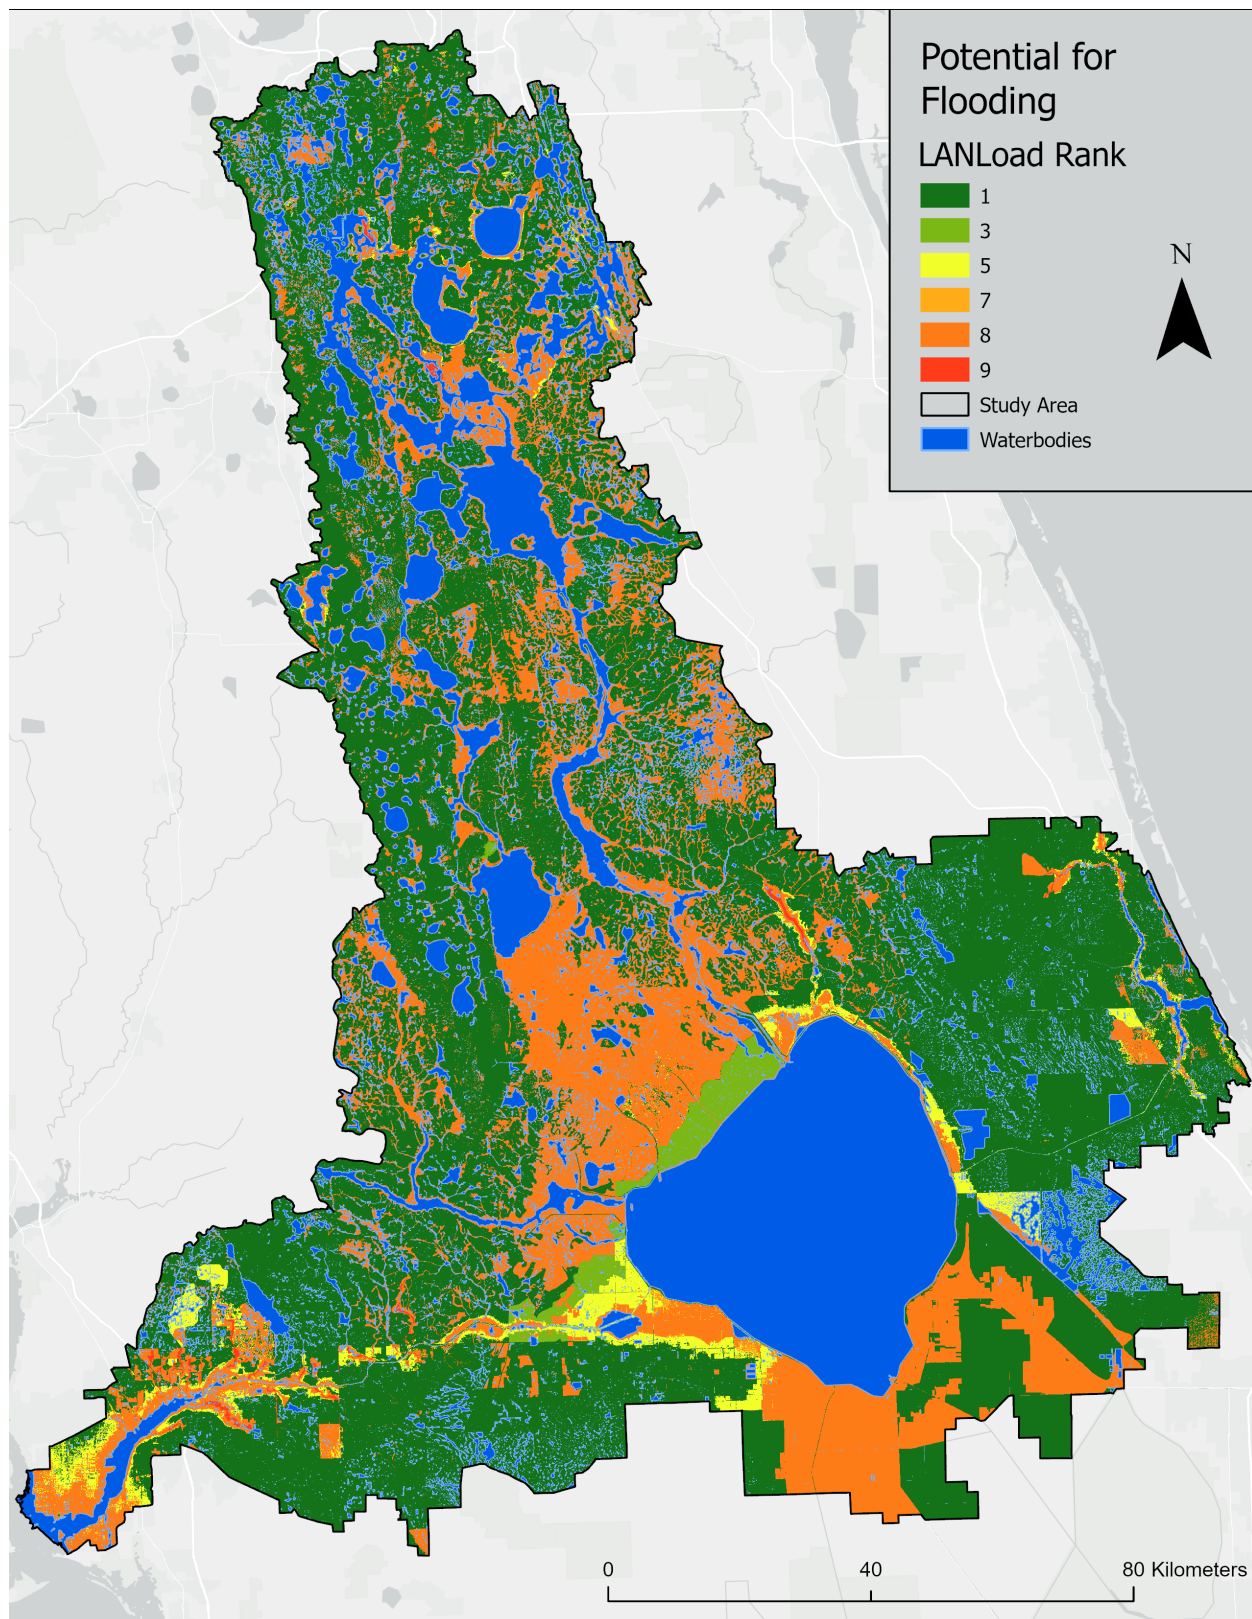 Potential for
Flooding
LANLoad Rank
1
3
5
7
8
9
Study Area
Waterbodies
N
0 40 80 Kilometers